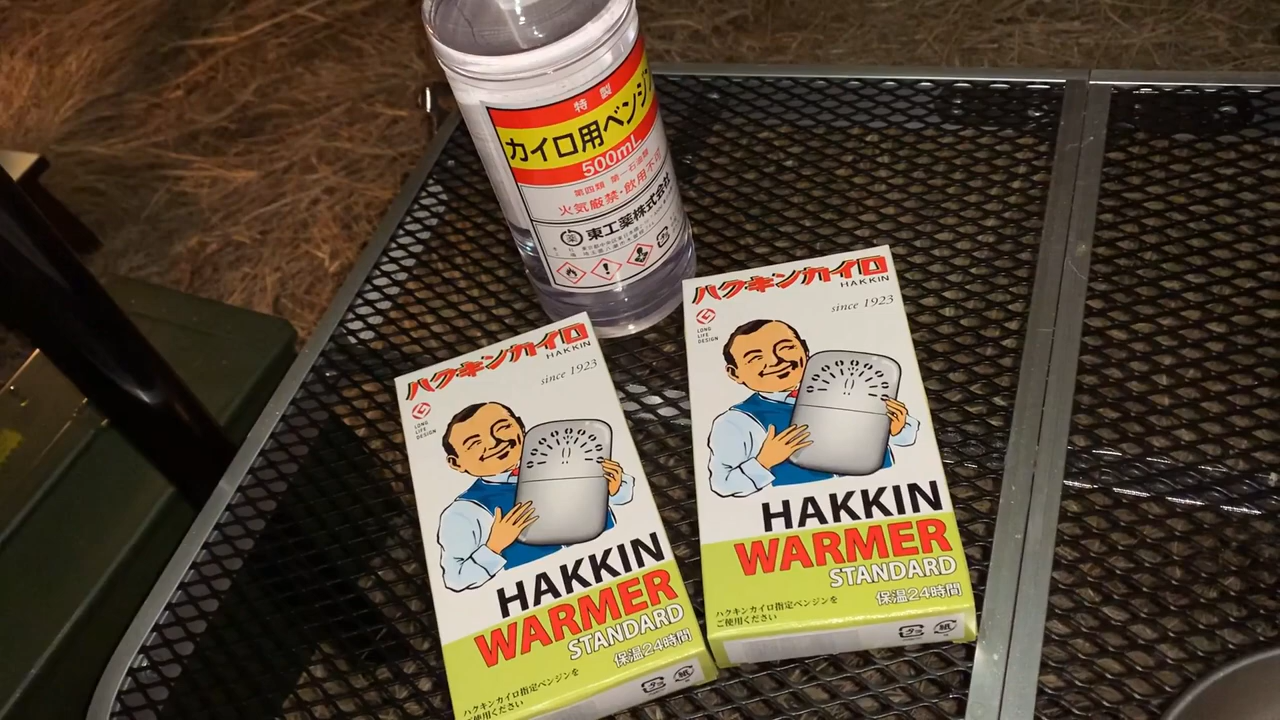 特製
カイロ用ベンジン
500mL
第四類 第一石油類
火気厳禁・飲用不可
東工薬株式会社
ハクキンカイロ
HAKKIN
since 1923
LONG
LIFE
DESIGN
HAKKIN
WARMER
STANDARD
保温24時間
ハクキンカイロ指定ベンジンを
ご使用ください
紙
ハクキンカイロ
HAKKIN
since 1923
LONG
LIFE
DESIGN
HAKKIN
WARMER
STANDARD
保温24時間
ハクキンカイロ指定ベンジンを
ご使用ください
紙